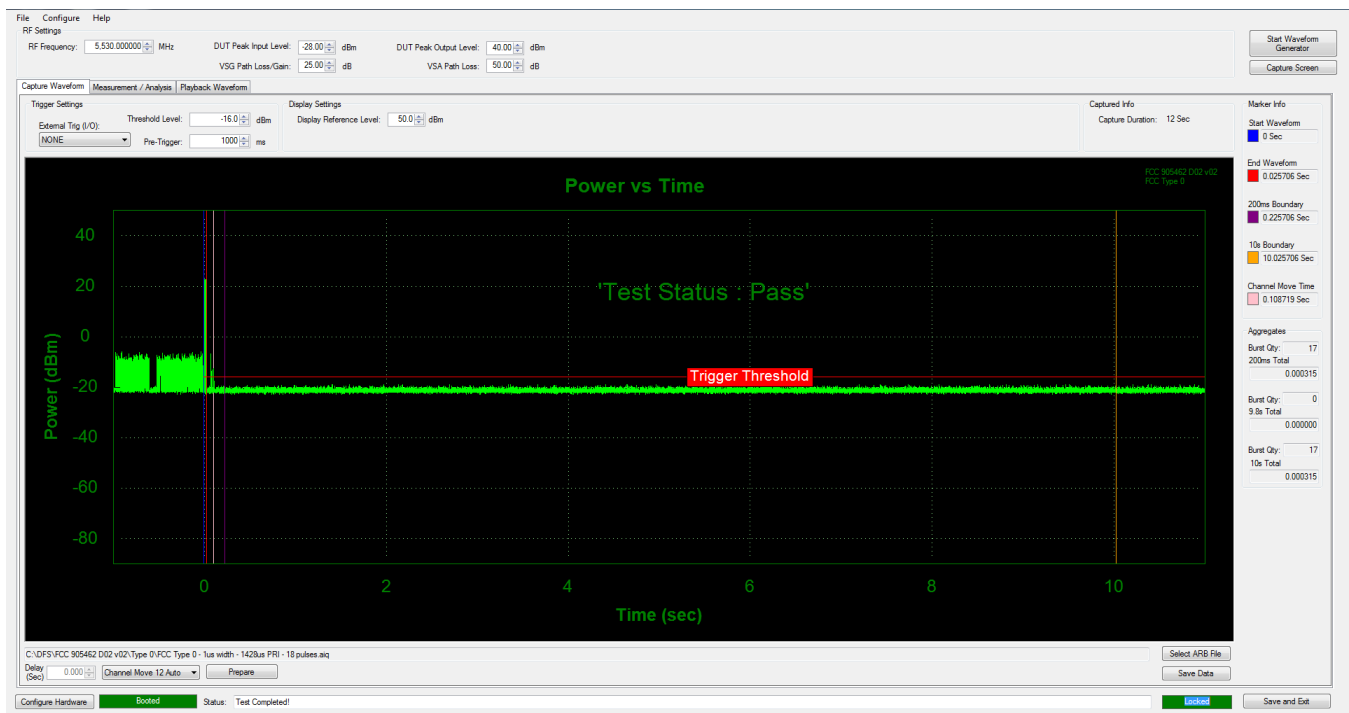 File Configure Help
RF Settings
RF Frequency: 5,530.000000 MHz DUT Peak Input Level: -28.00 dBm DUT Peak Output Level: 40.00 dBm
VSG Path Loss/Gain: 25.00 dB VSA Path Loss: 50.00 dB
Start Waveform
Generator
Capture Screen
Capture Waveform Measurement / Analysis Playback Waveform
Trigger Settings
External Trig (I/O):
NONE
Threshold Level: -16.0 dBm
Pre-Trigger: 1000 ms
Display Settings
Display Reference Level: 50.0 dBm
Captured Info
Capture Duration: 12 Sec
Marker Info
Start Waveform
0 Sec
End Waveform
0.025706 Sec
200ms Boundary
0.225706 Sec
10s Boundary
10.025706 Sec
Channel Move Time
0.108719 Sec
Aggregates
Burst Qty: 17
200ms Total
0.000315
Burst Qty: 0
9.8s Total
0.000000
Burst Qty: 17
10s Total
0.000315
Power vs Time
FCC 905462 D02 v02
FCC Type 0
'Test Status : Pass'
Trigger Threshold
Power (dBm)
40
20
0
-20
-40
-60
-80
0 2 4 6 8 10
Time (sec)
C:\DFS\FCC 905462 D02 v02\Type 0\FCC Type 0 - 1us width - 1428us PRI - 18 pulses.aiq
Select ARB File
Delay
(Sec) 0.000 Channel Move 12 Auto Prepare
Save Data
Configure Hardware Booted Status: Test Completed! Locked Save and Exit